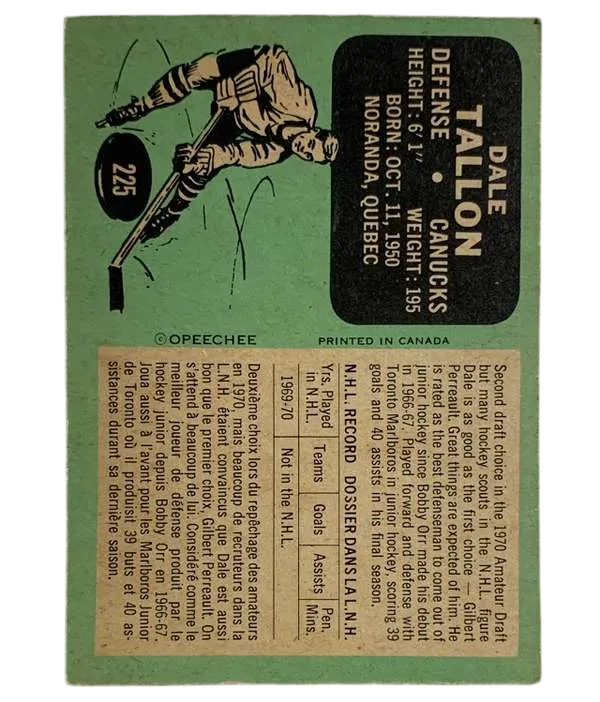 DALE
TALLON
DEFENSE • CANUCKS
HEIGHT: 6' 1" WEIGHT: 195
BORN: OCT. 11, 1950
NORANDA, QUEBEC
225
© OPEECHEE PRINTED IN CANADA
Second draft choice in the 1970 Amateur Draft
but many hockey scouts in the N.H.L. figure
Dale is as good as the first choice — Gilbert
Perreault. Great things are expected of him. He
is rated as the best defenseman to come out of
junior hockey since Bobby Orr made his debut
in 1966-67. Played forward and defense with
Toronto Marlboros in junior hockey, scoring 39
goals and 40 assists in his final season.
N.H.L. RECORD DOSSIER DANS LA L.N.H.
Yrs. Played in N.H.L. Teams Goals Assists Pen. Mins.
1969-70 Not in the N.H.L.
Deuxième choix lors du repêchage des amateurs
en 1970, mais beaucoup de recruteurs dans la
L.N.H. étaient convaincus que Dale est aussi
bon que le premier choix, Gilbert Perreault. On
s'attend à beaucoup de lui. Considéré comme le
meilleur joueur de défense produit par le
hockey junior depuis Bobby Orr en 1966-67.
Joua aussi à l'avant pour les Marlboros Junior
de Toronto où il produisit 39 buts et 40 as-
sistances durant sa dernière saison.